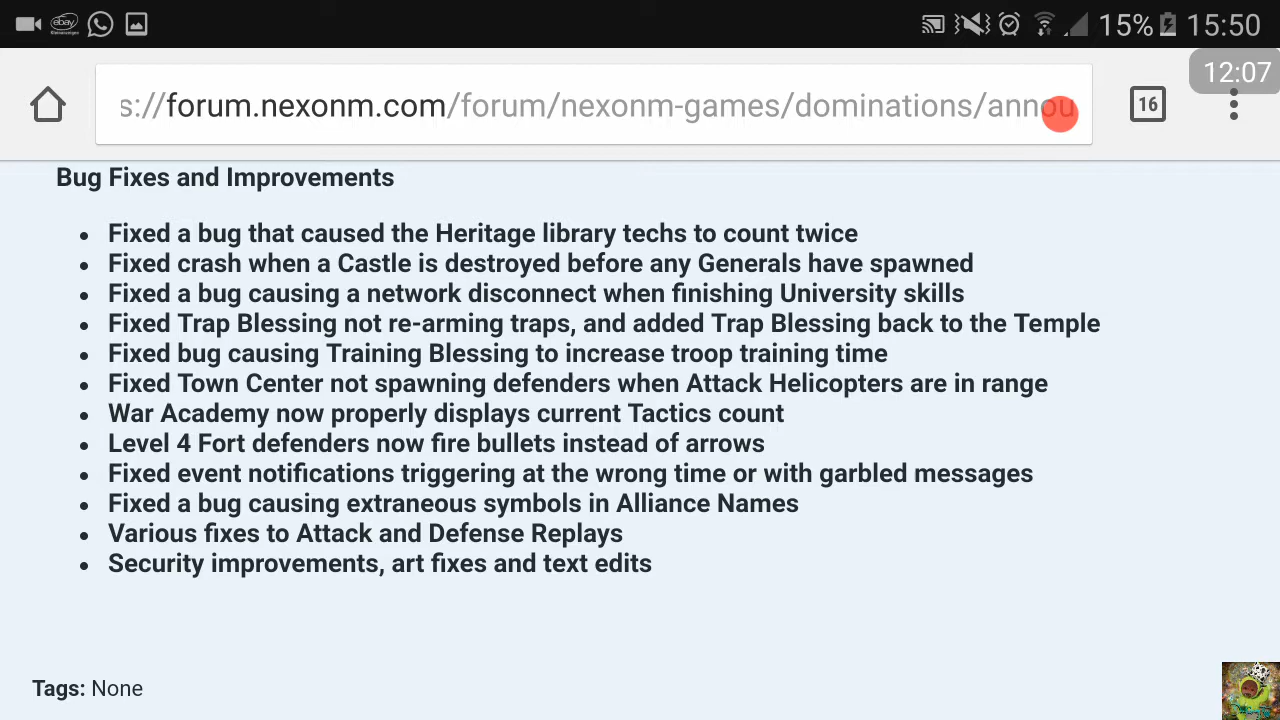 ebay
15%
15:50
s://forum.nexonm.com/forum/nexonm-games/dominations/annou
16
12:07
Bug Fixes and Improvements
• Fixed a bug that caused the Heritage library techs to count twice
• Fixed crash when a Castle is destroyed before any Generals have spawned
• Fixed a bug causing a network disconnect when finishing University skills
• Fixed Trap Blessing not re-arming traps, and added Trap Blessing back to the Temple
• Fixed bug causing Training Blessing to increase troop training time
• Fixed Town Center not spawning defenders when Attack Helicopters are in range
• War Academy now properly displays current Tactics count
• Level 4 Fort defenders now fire bullets instead of arrows
• Fixed event notifications triggering at the wrong time or with garbled messages
• Fixed a bug causing extraneous symbols in Alliance Names
• Various fixes to Attack and Defense Replays
• Security improvements, art fixes and text edits
Tags: None